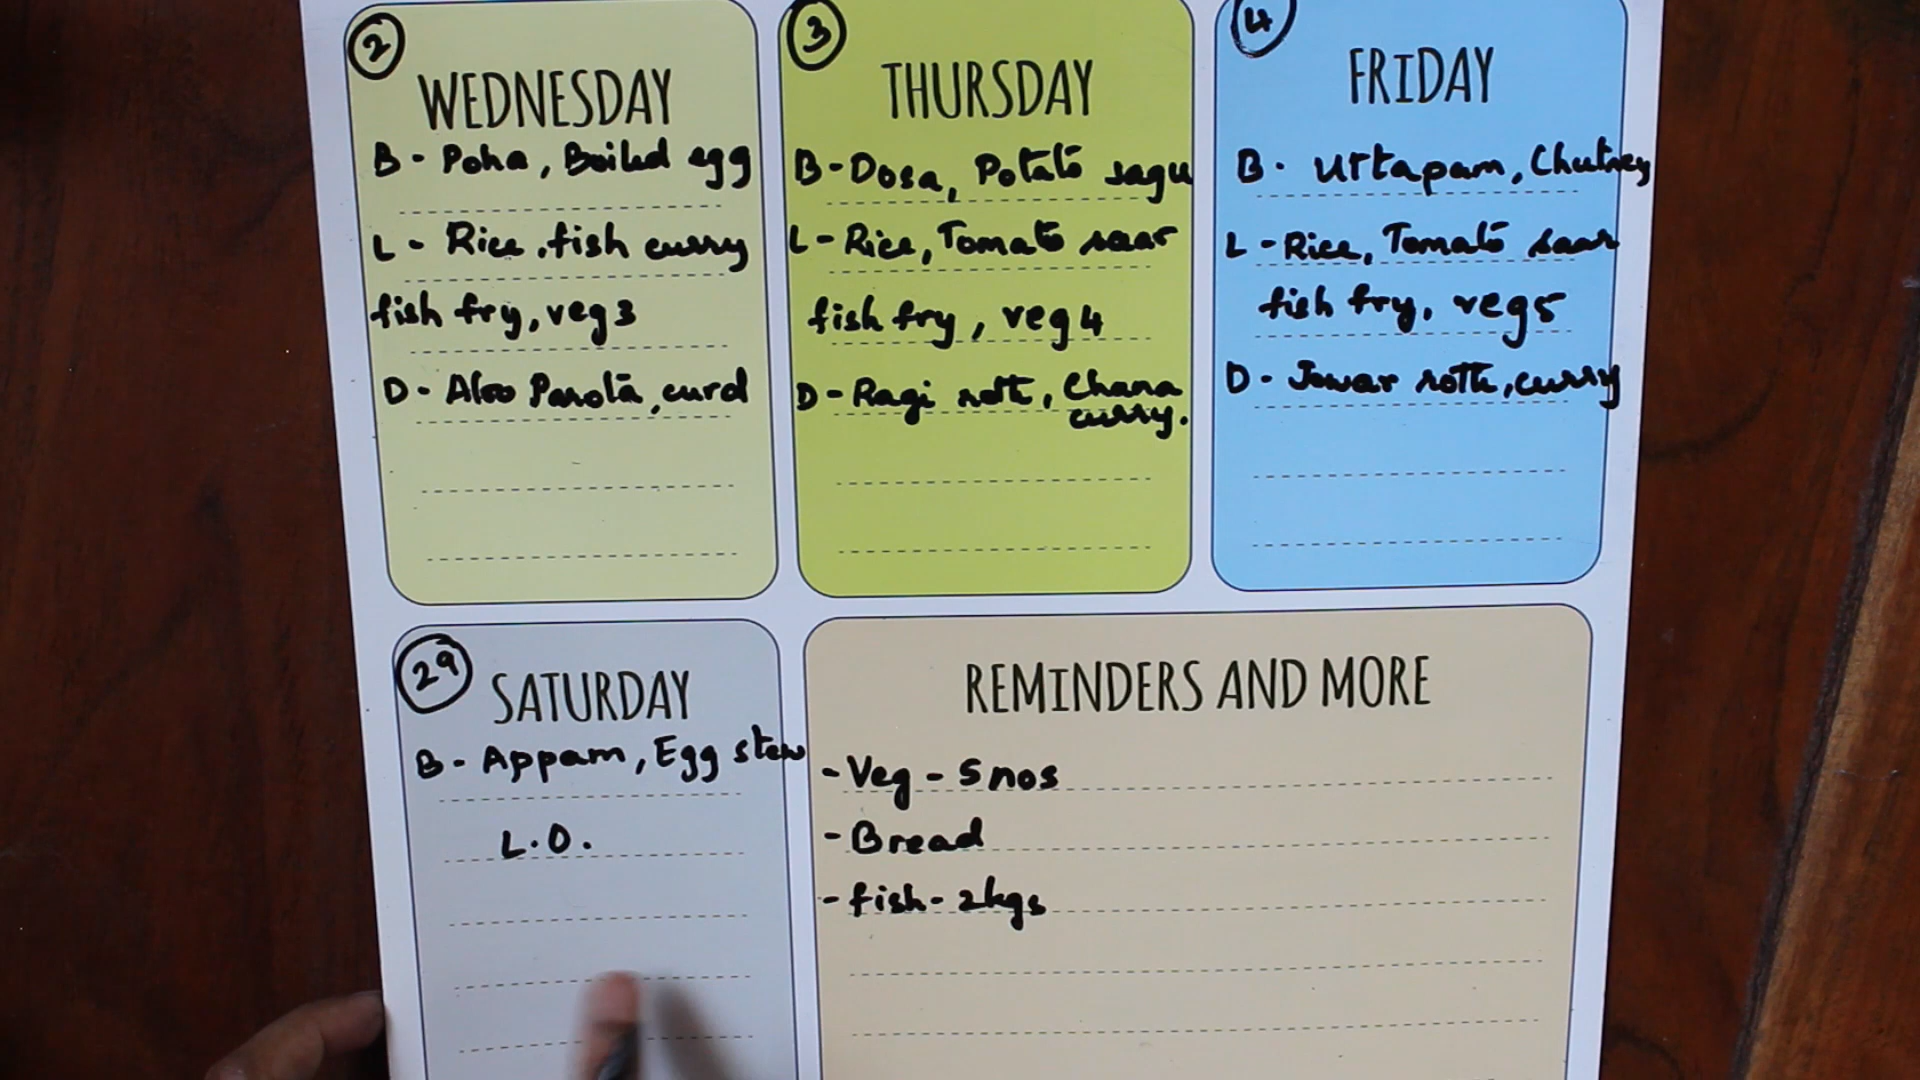 2
WEDNESDAY
B - Poha, Boiled egg
L - Rice, fish curry
fish fry, veg 3
D - Aloo Parota, curd
3
THURSDAY
B - Dosa, Potato sagu
L - Rice, Tomato saar
fish fry, veg 4
D - Ragi rotti, Chana
curry.
4
FRIDAY
B - Uttapam, Chutney
L - Rice, Tomato saar
fish fry, veg 5
D - Jowar rotti, curry
29
SATURDAY
B - Appam, Egg stew
L.O.
REMINDERS AND MORE
- Veg - 5 nos
- Bread
- fish - 2kgs